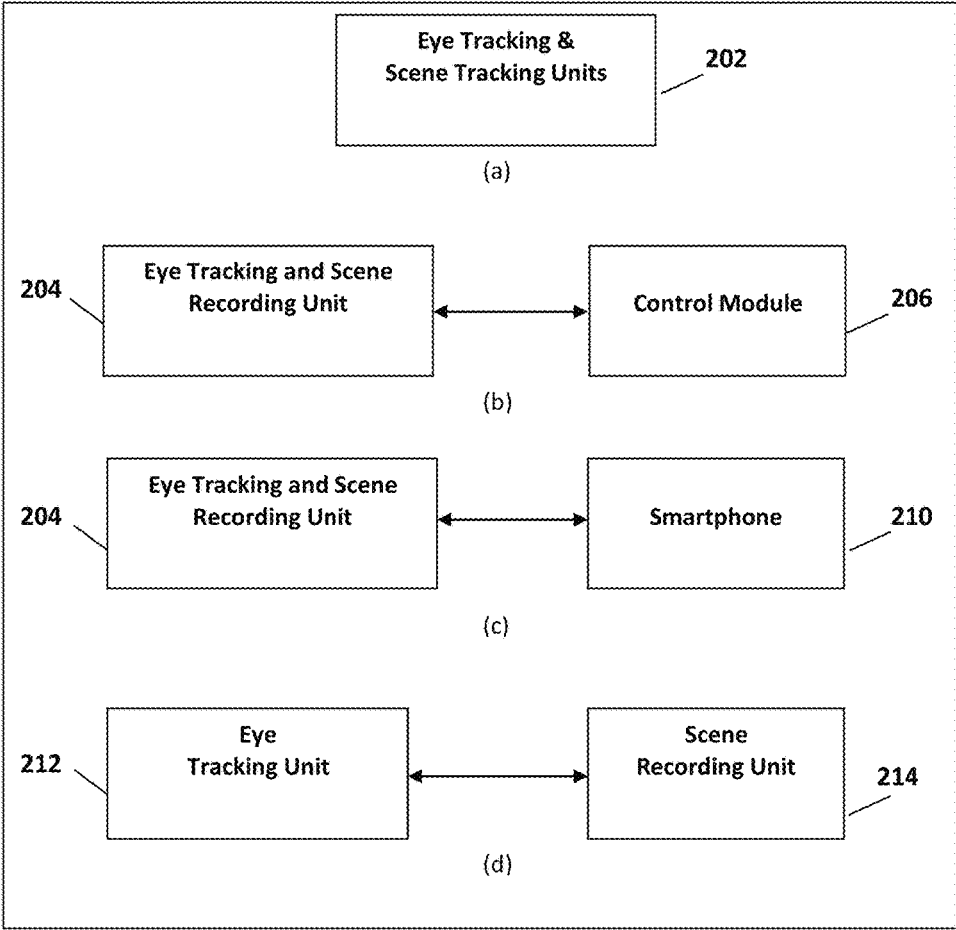 Eye Tracking &
Scene Tracking Units
202
(a)
204
Eye Tracking and Scene
Recording Unit
Control Module
206
(b)
204
Eye Tracking and Scene
Recording Unit
Smartphone
210
(c)
212
Eye
Tracking Unit
Scene
Recording Unit
214
(d)